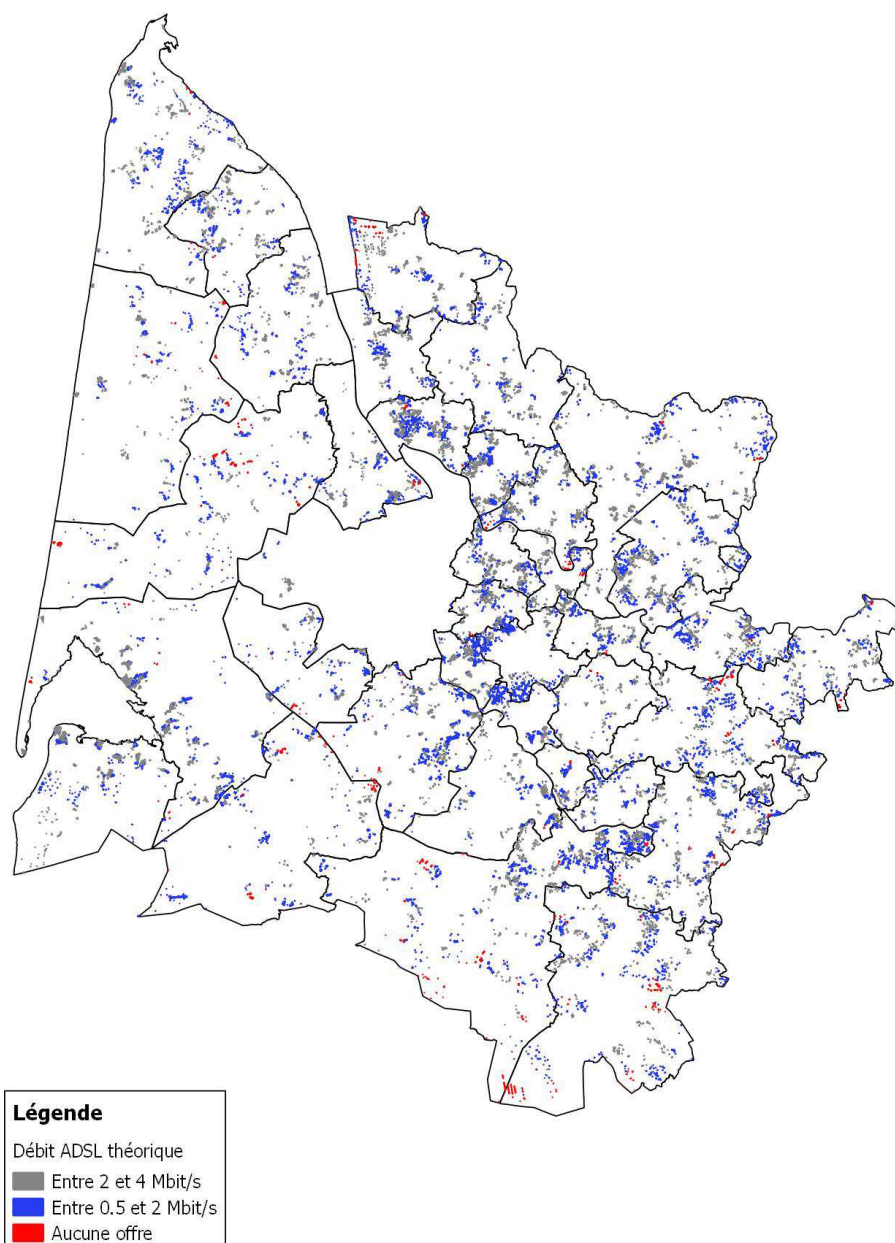 Légende
Débit ADSL théorique
Entre 2 et 4 Mbit/s
Entre 0.5 et 2 Mbit/s
Aucune offre